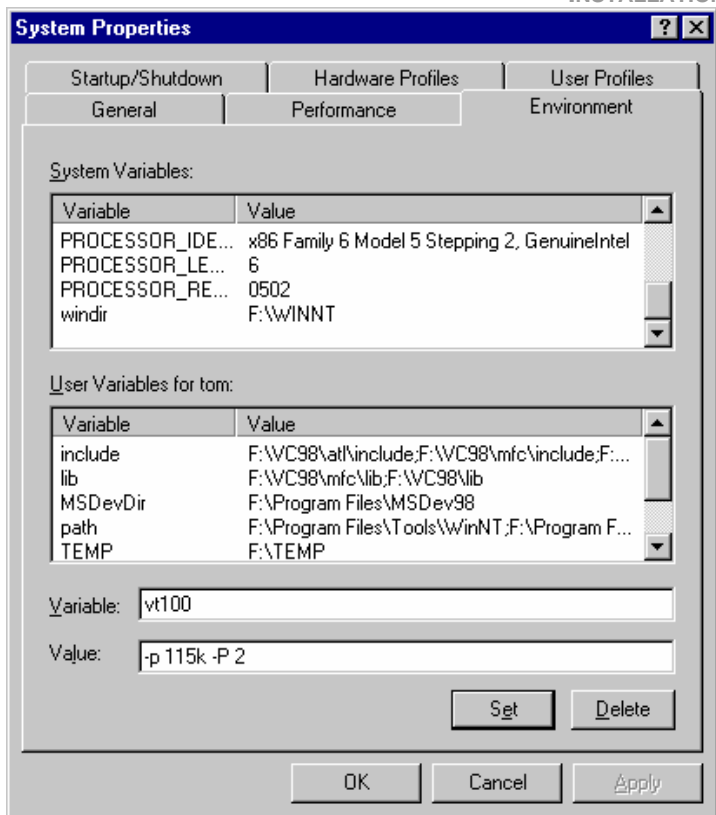 System Properties
Startup/Shutdown Hardware Profiles User Profiles
General Performance Environment
System Variables:
Variable Value
PROCESSOR_IDE... x86 Family 6 Model 5 Stepping 2, GenuineIntel
PROCESSOR_LE... 6
PROCESSOR_RE... 0502
windir F:\WINNT
User Variables for tom:
Variable Value
include F:\VC98\atl\include;F:\VC98\mfc\include;F:...
lib F:\VC98\mfc\lib;F:\VC98\lib
MSDevDir F:\Program Files\MSDev98
path F:\Program Files\Tools\WinNT;F:\Program F...
TEMP F:\TEMP
Variable: vt100
Value: -p 115k -P 2
Set Delete
OK Cancel Apply